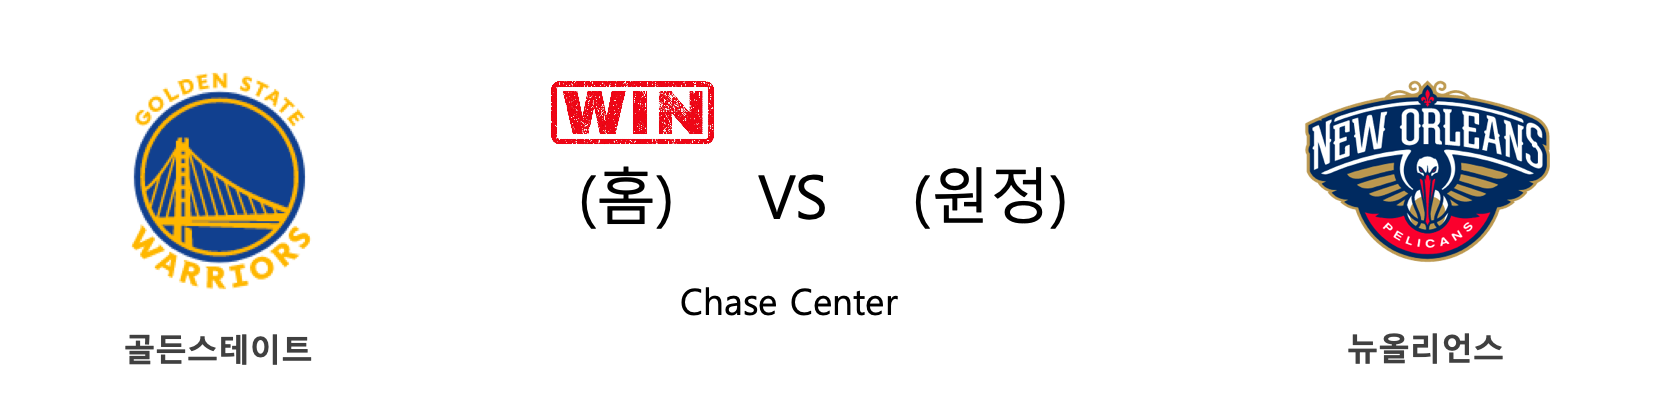 GOLDEN STATE
WARRIORS
골든스테이트
WIN
(홈) VS (원정)
Chase Center
NEW ORLEANS
PELICANS
뉴올리언스